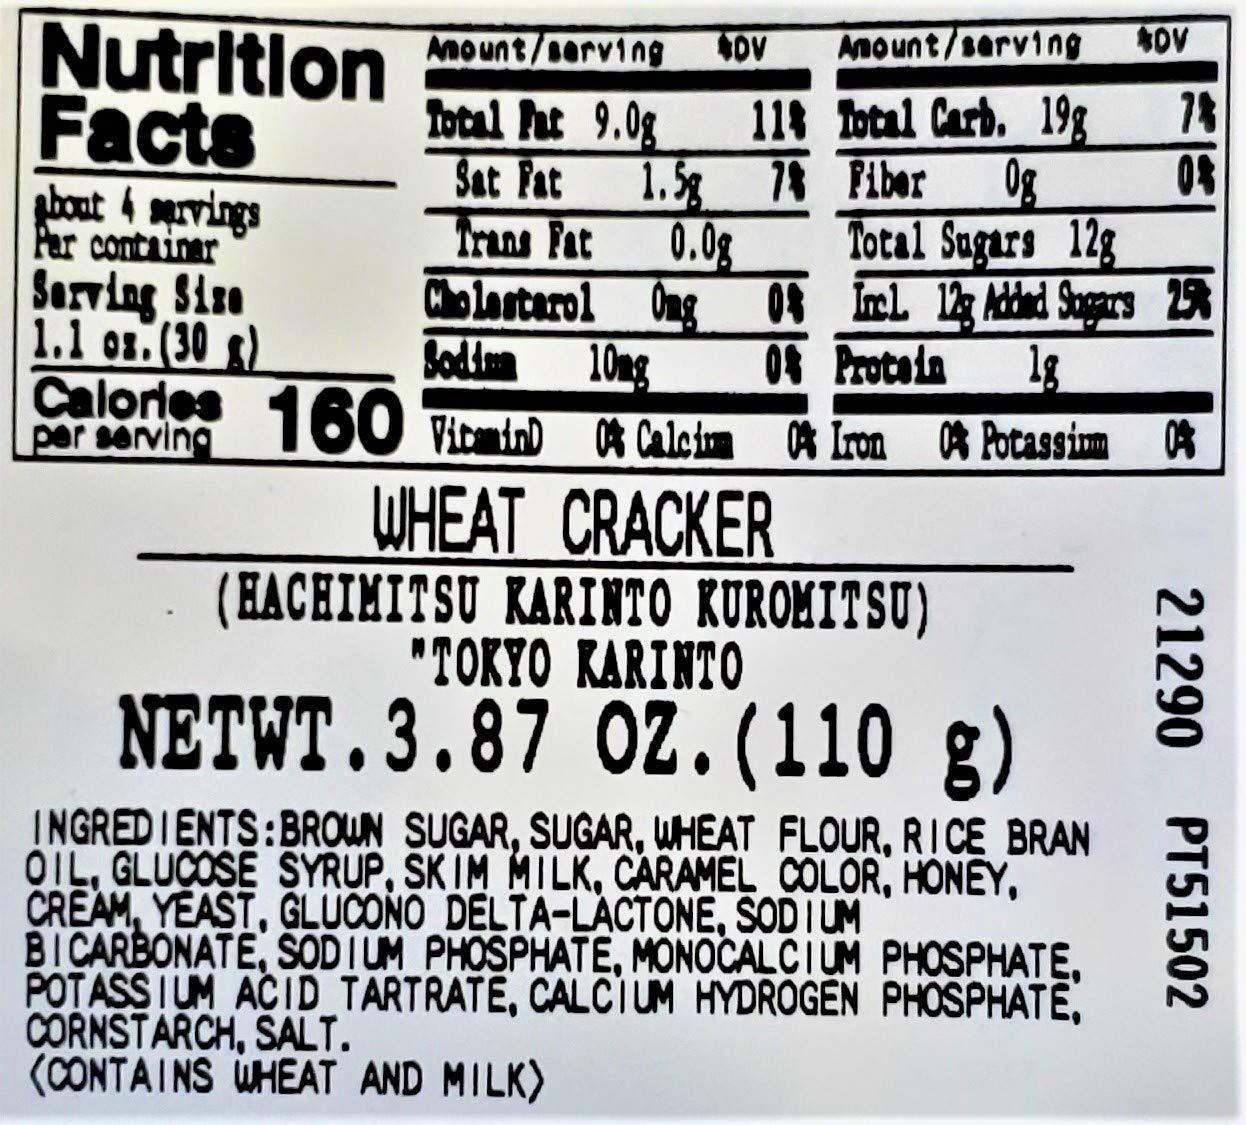 Nutrition
Facts
about 4 servings
Per container
Serving Size
1.1 oz.(30 g)
Calories
per serving 160
Amount/serving %DV
Total Fat 9.0g 11%
Sat Fat 1.5g 7%
Trans Fat 0.0g
Cholesterol 0mg 0%
Sodium 10mg 0%
Amount/serving %DV
Total Carb. 19g 7%
Fiber 0g 0%
Total Sugars 12g
Incl. 12g Added Sugars 25%
Protein 1g
VitaminD 0% Calcium 0% Iron 0% Potassium 0%
WHEAT CRACKER
(HACHIMITSU KARINTO KUROMITSU)
"TOKYO KARINTO
NETWT.3.87 OZ.(110 g)
INGREDIENTS:BROWN SUGAR, SUGAR, WHEAT FLOUR, RICE BRAN
OIL, GLUCOSE SYRUP, SKIM MILK, CARAMEL COLOR, HONEY,
CREAM, YEAST, GLUCONO DELTA-LACTONE, SODIUM
BICARBONATE, SODIUM PHOSPHATE, MONOCALCIUM PHOSPHATE,
POTASSIUM ACID TARTRATE, CALCIUM HYDROGEN PHOSPHATE,
CORNSTARCH, SALT.
<CONTAINS WHEAT AND MILK>
21290 PT51502